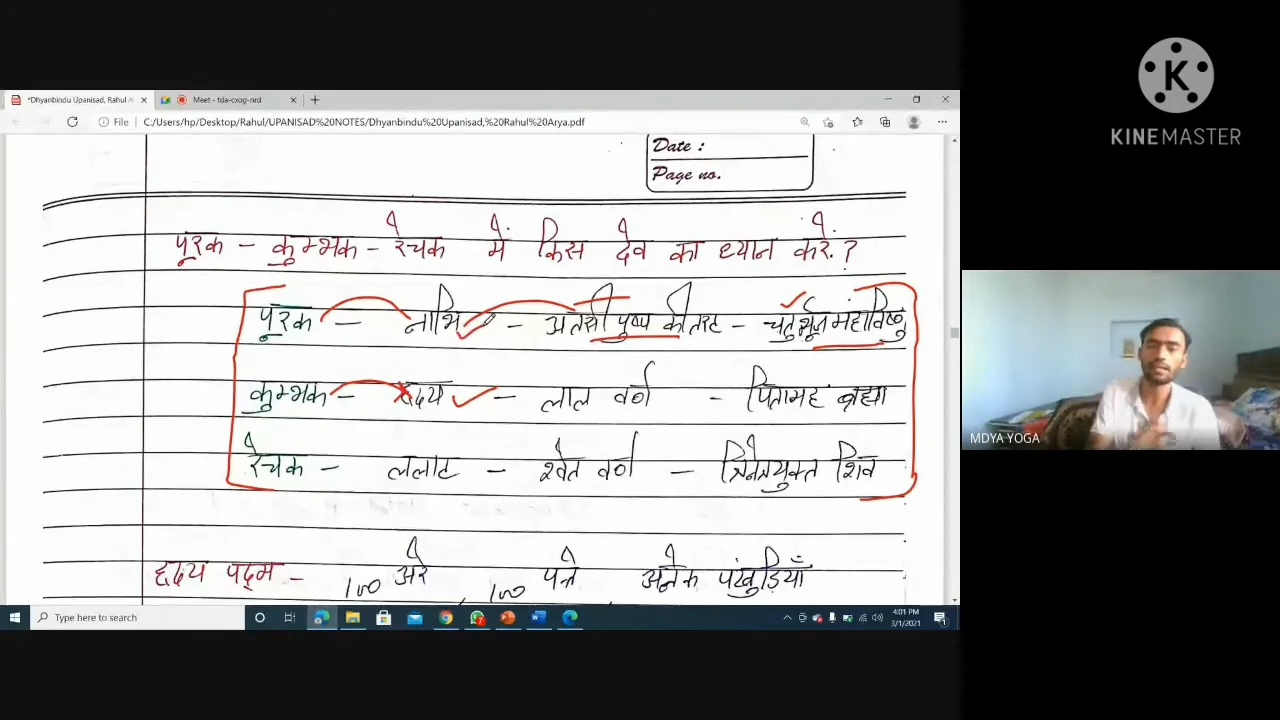 KINEMASTER
*Dhyanbindu Upanisad, Rahul A
Meet - tda-cxog-nrd
File C:/Users/hp/Desktop/Rahul/UPANISAD%20NOTES/Dhyanbindu%20Upanisad,%20Rahul%20Arya.pdf
Date :
Page no.
पूरक - कुम्भक - रेचक में किस देव का ध्यान करें. ?
पूरक - नाभि - अतसी पुष्प की तरह - चतुर्भूज महाविष्णु
कुम्भक - हृदय - लाल वर्ण - पितामह ब्रह्मा
रेचक - ललाट - श्वेत वर्ण - त्रिनेत्रयुक्त शिव
हृदय पद्म - 100 अरे , 100 पत्रे , अनेक पंखुड़ियाँ
MDYA YOGA
Type here to search
4:01 PM
3/1/2021